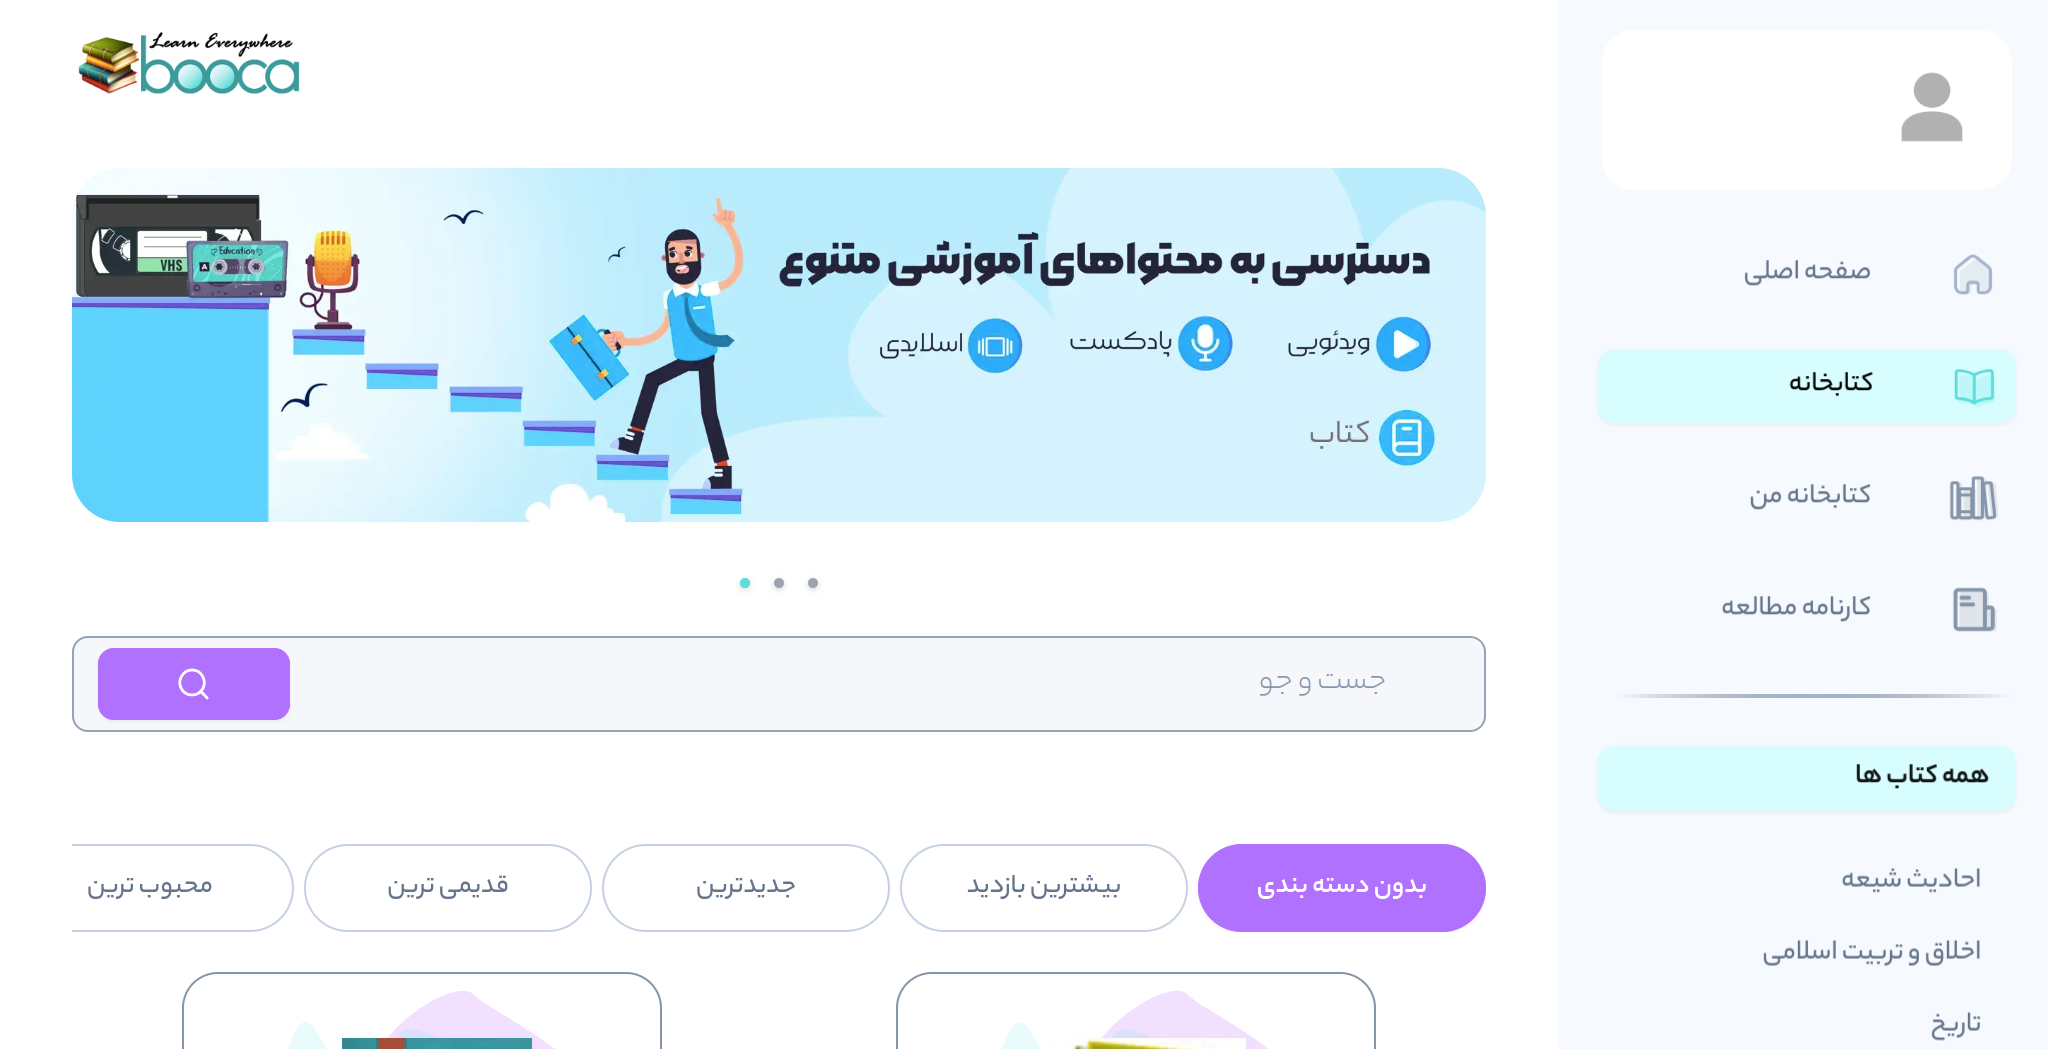 Learn Everywhere
booca
دسترسی به محتواهای آموزشی متنوع
ویدئویی
پادکست
اسلایدی
کتاب
VHS
Education
A
جست و جو
بدون دسته بندی
بیشترین بازدید
جدیدترین
قدیمی ترین
محبوب ترین
صفحه اصلی
کتابخانه
کتابخانه من
کارنامه مطالعه
همه کتاب ها
احادیث شیعه
اخلاق و تربیت اسلامی
تاریخ